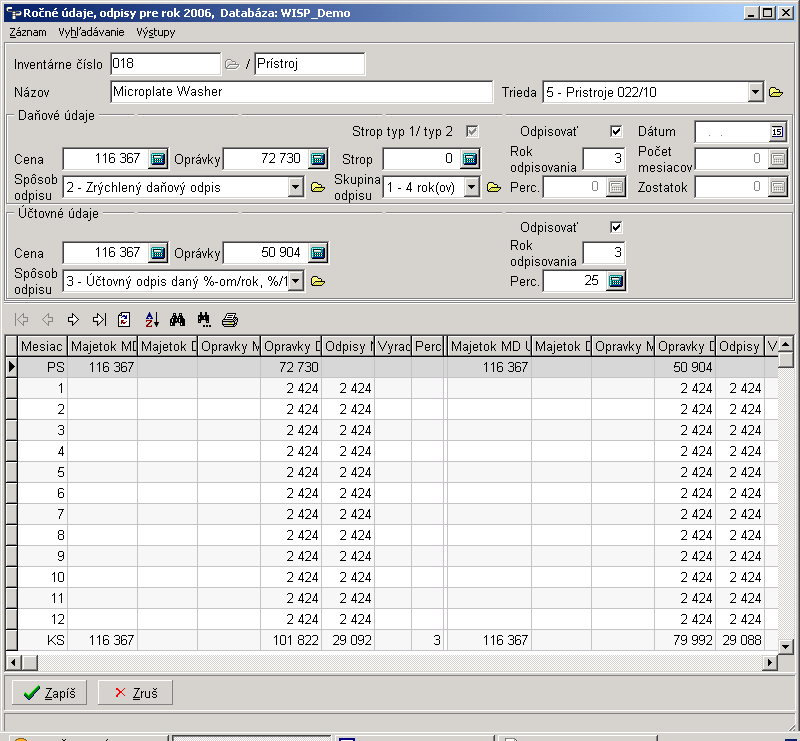 Ročné údaje, odpisy pre rok 2006, Databáza: WISP_Demo
Záznam Vyhľadávanie Výstupy
Inventárne číslo 018 / Prístroj
Názov Microplate Washer Trieda 5 - Pristroje 022/10
Daňové údaje
Strop typ 1/ typ 2 Odpisovať Dátum . . 15
Cena 116 367 Oprávky 72 730 Strop 0 Rok odpisovania 3 Počet mesiacov 0
Spôsob odpisu 2 - Zrýchlený daňový odpis Skupina odpisu 1 - 4 rok(ov) Perc. 0 Zostatok 0
Účtovné údaje
Odpisovať
Cena 116 367 Oprávky 50 904 Rok odpisovania 3
Spôsob odpisu 3 - Účtovný odpis daný %-om/rok, %/1 Perc. 25
Mesiac Majetok MD Majetok D Opravky M Opravky D Odpisy Vyrac Perc Majetok MD Ú Majetok D Opravky M Opravky D Odpisy V
PS 116 367 72 730 116 367 50 904
1 2 424 2 424 2 424 2 424
2 2 424 2 424 2 424 2 424
3 2 424 2 424 2 424 2 424
4 2 424 2 424 2 424 2 424
5 2 424 2 424 2 424 2 424
6 2 424 2 424 2 424 2 424
7 2 424 2 424 2 424 2 424
8 2 424 2 424 2 424 2 424
9 2 424 2 424 2 424 2 424
10 2 424 2 424 2 424 2 424
11 2 424 2 424 2 424 2 424
12 2 424 2 424 2 424 2 424
KS 116 367 101 822 29 092 3 116 367 79 992 29 088
Zapíš Zruš